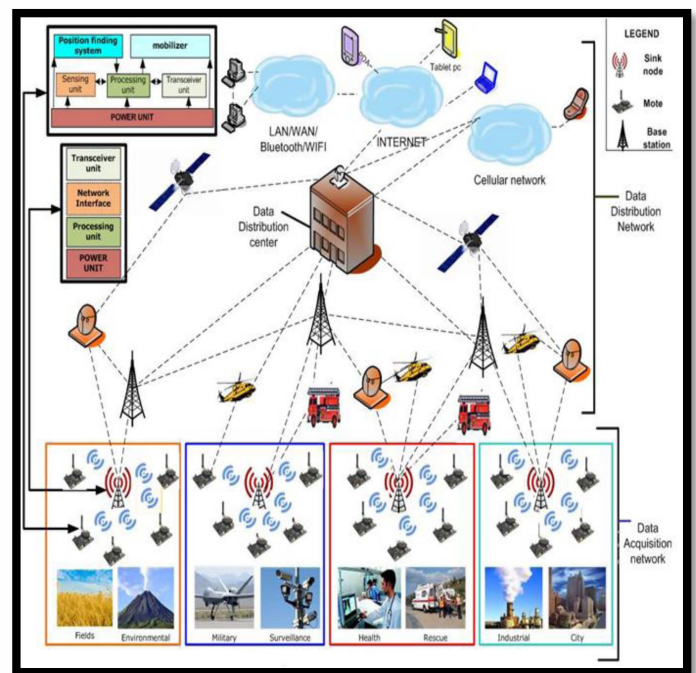 Position finding
system
mobilizer
Sensing
unit
Processing
unit
Transceiver
unit
POWER UNIT
PDA
Tablet pc
LAN/WAN/
Bluetooth/WIFI
INTERNET
Cellular network
LEGEND
Sink
node
Mote
Base
station
Transceiver
unit
Network
Interface
Processing
unit
POWER
UNIT
Data
Distribution
center
Data
Distribution
Network
Data
Acquisition
network
Fields
Environmental
Military
Surveillance
Health
Rescue
Industrial
City